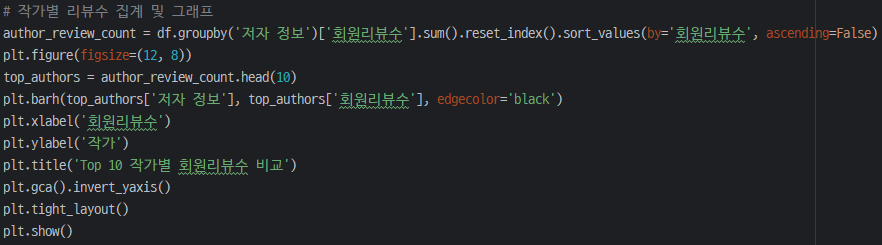 # 작가별 리뷰수 집계 및 그래프
author_review_count = df.groupby('저자 정보')['회원리뷰수'].sum().reset_index().sort_values(by='회원리뷰수', ascending=False)
plt.figure(figsize=(12, 8))
top_authors = author_review_count.head(10)
plt.barh(top_authors['저자 정보'], top_authors['회원리뷰수'], edgecolor='black')
plt.xlabel('회원리뷰수')
plt.ylabel('작가')
plt.title('Top 10 작가별 회원리뷰수 비교')
plt.gca().invert_yaxis()
plt.tight_layout()
plt.show()